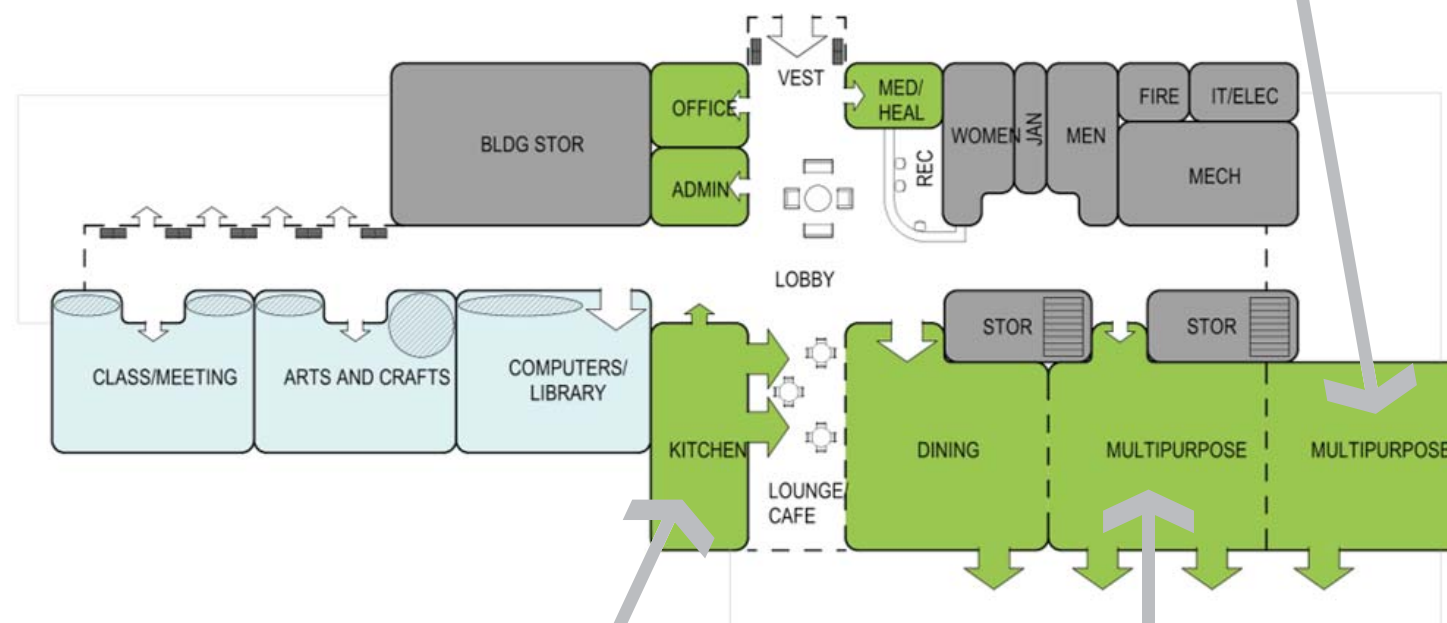 VEST
OFFICE
MED/
HEAL
FIRE
IT/ELEC
BLDG STOR
WOMEN
JAN
MEN
REC
MECH
ADMIN
LOBBY
STOR
STOR
CLASS/MEETING
ARTS AND CRAFTS
COMPUTERS/
LIBRARY
KITCHEN
DINING
MULTIPURPOSE
MULTIPURPOSE
LOUNGE/
CAFE